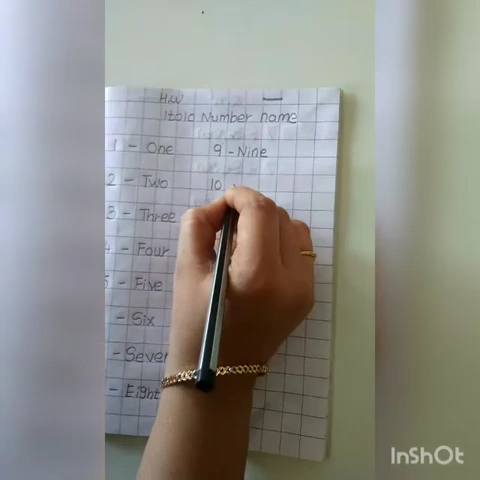 H.W
1to10 Number name
1 - One
2 - Two
3 - Three
4 - Four
5 - Five
- Six
- Seven
- Eight
9 - Nine
10
InShOt